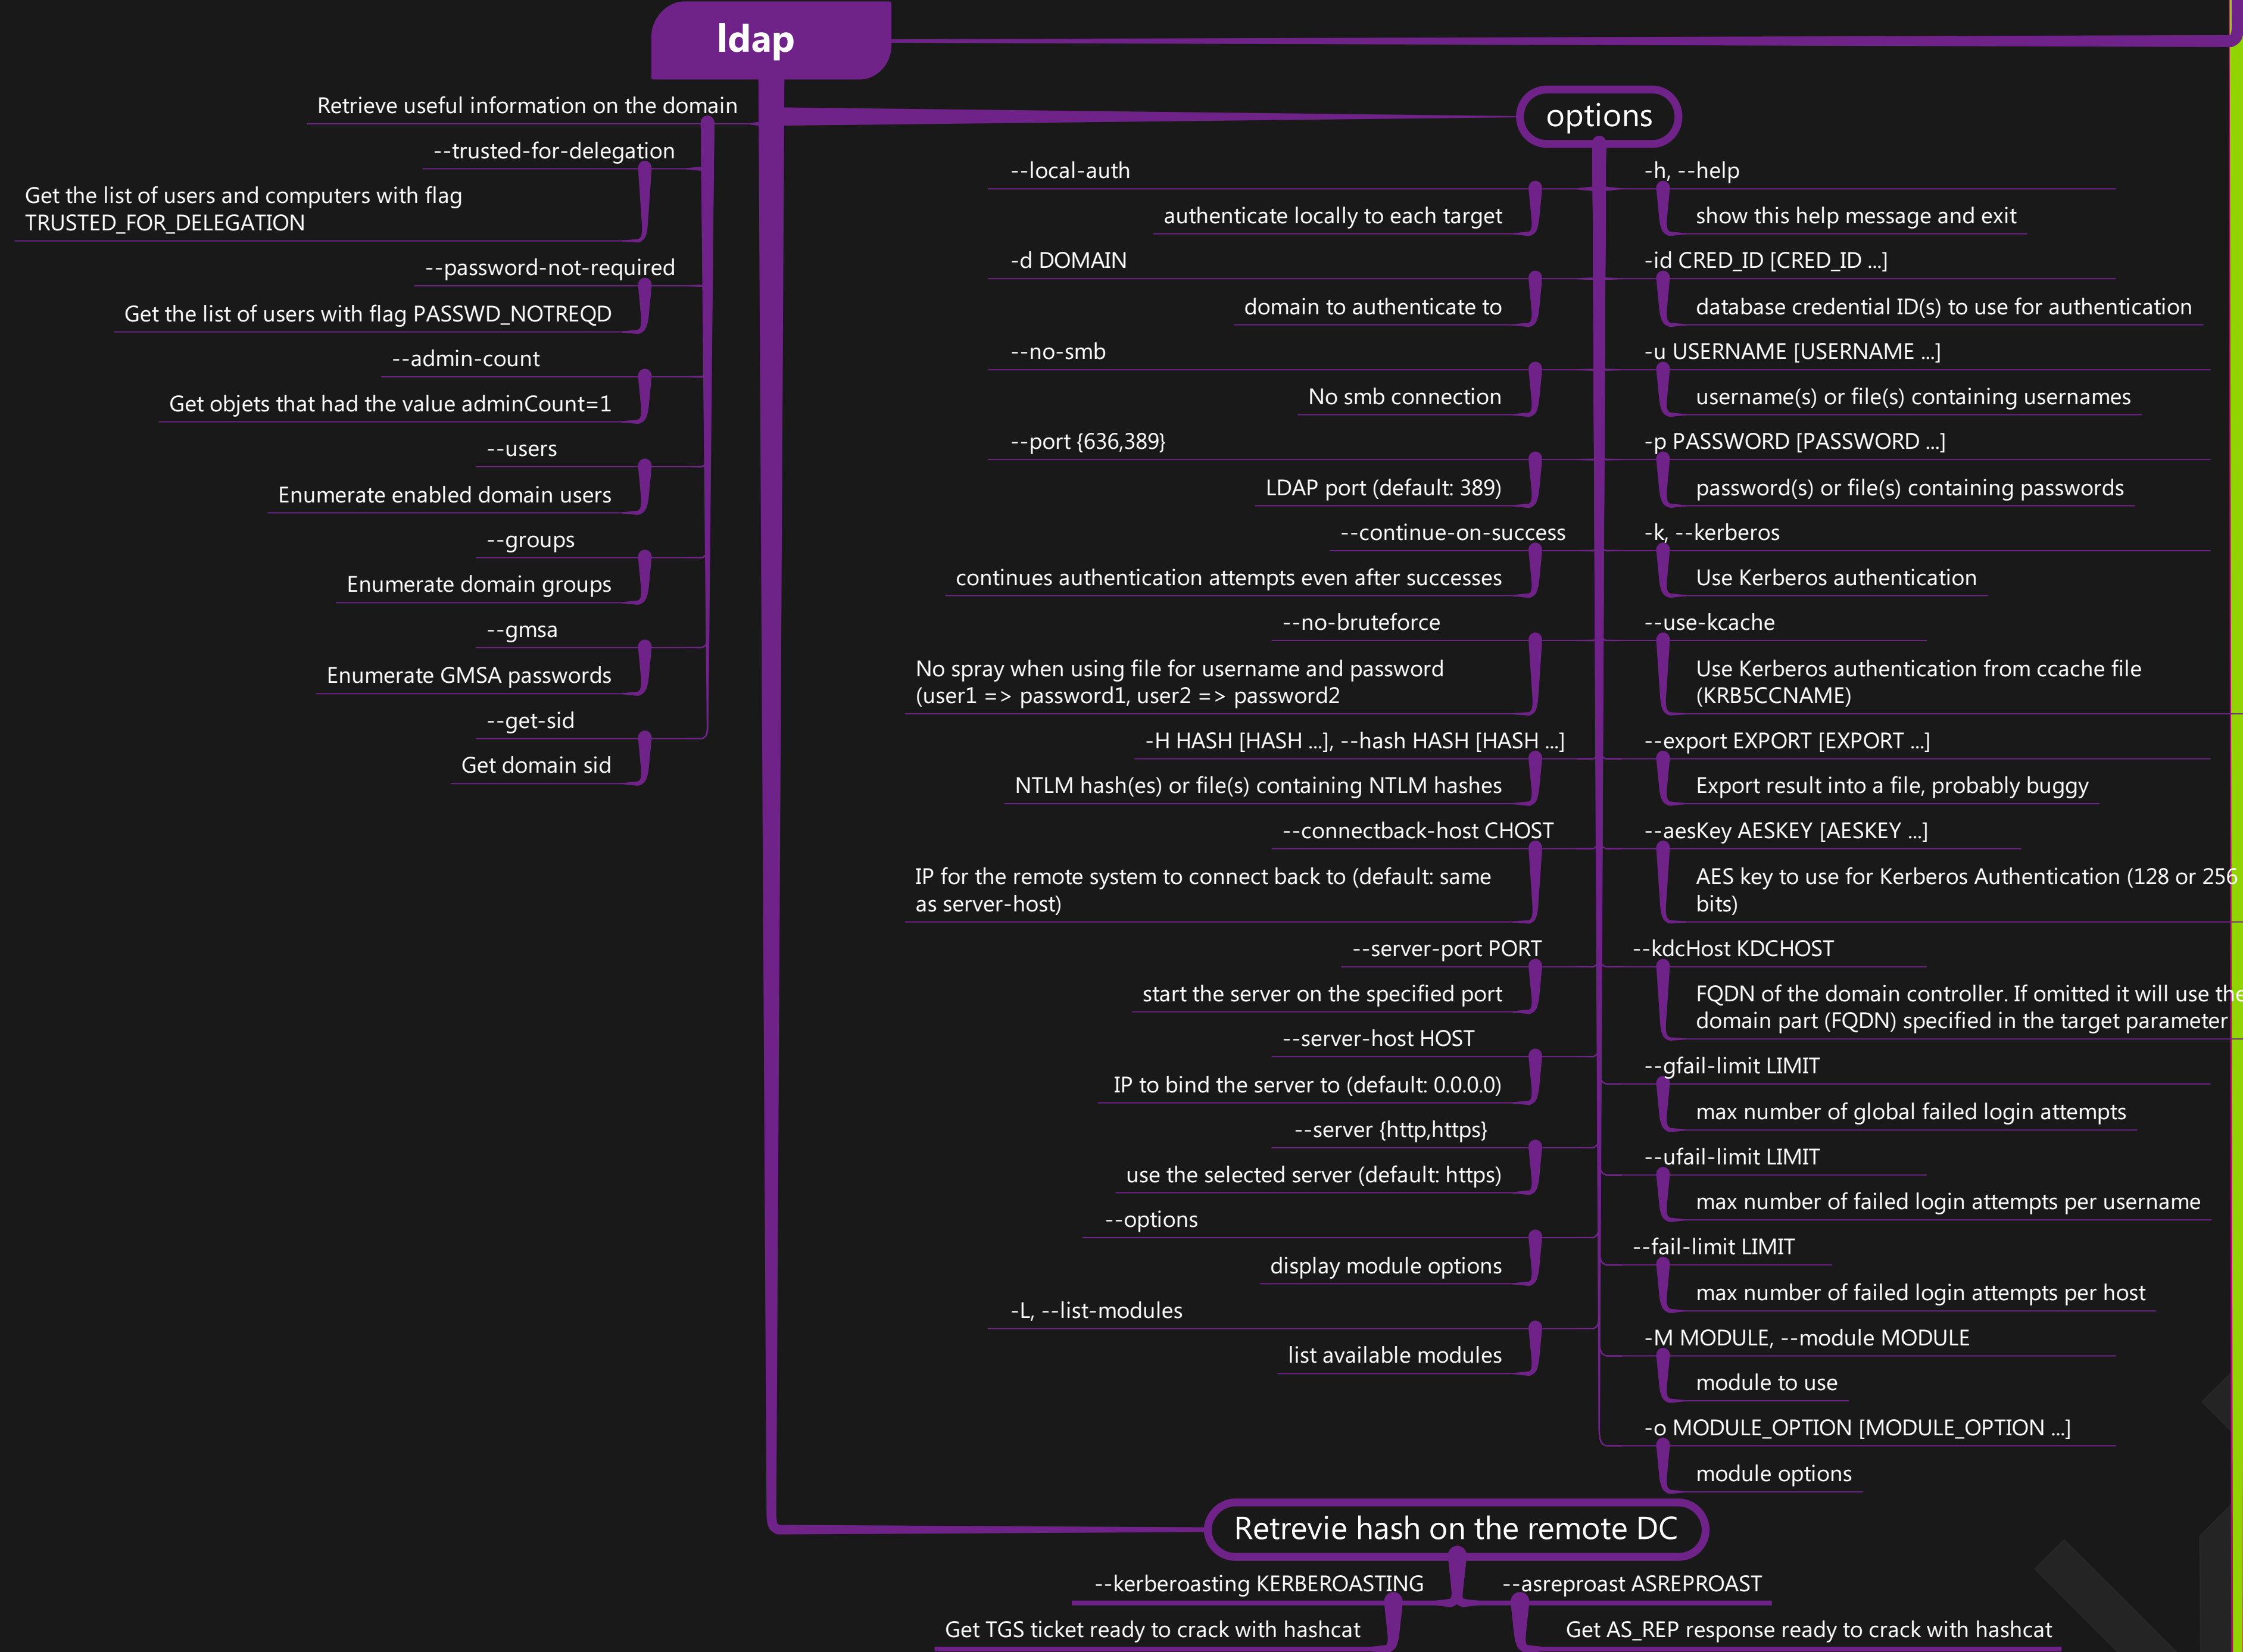 ldap
Retrieve useful information on the domain
--trusted-for-delegation
Get the list of users and computers with flag
TRUSTED_FOR_DELEGATION
--password-not-required
Get the list of users with flag PASSWD_NOTREQD
--admin-count
Get objets that had the value adminCount=1
--users
Enumerate enabled domain users
--groups
Enumerate domain groups
--gmsa
Enumerate GMSA passwords
--get-sid
Get domain sid
options
--local-auth
authenticate locally to each target
-d DOMAIN
domain to authenticate to
--no-smb
No smb connection
--port {636,389}
LDAP port (default: 389)
--continue-on-success
continues authentication attempts even after successes
--no-bruteforce
No spray when using file for username and password
(user1 => password1, user2 => password2
-H HASH [HASH ...], --hash HASH [HASH ...]
NTLM hash(es) or file(s) containing NTLM hashes
--connectback-host CHOST
IP for the remote system to connect back to (default: same
as server-host)
--server-port PORT
start the server on the specified port
--server-host HOST
IP to bind the server to (default: 0.0.0.0)
--server {http,https}
use the selected server (default: https)
--options
display module options
-L, --list-modules
list available modules
-h, --help
show this help message and exit
-id CRED_ID [CRED_ID ...]
database credential ID(s) to use for authentication
-u USERNAME [USERNAME ...]
username(s) or file(s) containing usernames
-p PASSWORD [PASSWORD ...]
password(s) or file(s) containing passwords
-k, --kerberos
Use Kerberos authentication
--use-kcache
Use Kerberos authentication from ccache file
(KRB5CCNAME)
--export EXPORT [EXPORT ...]
Export result into a file, probably buggy
--aesKey AESKEY [AESKEY ...]
AES key to use for Kerberos Authentication (128 or 256
bits)
--kdcHost KDCHOST
FQDN of the domain controller. If omitted it will use the
domain part (FQDN) specified in the target parameter
--gfail-limit LIMIT
max number of global failed login attempts
--ufail-limit LIMIT
max number of failed login attempts per username
--fail-limit LIMIT
max number of failed login attempts per host
-M MODULE, --module MODULE
module to use
-o MODULE_OPTION [MODULE_OPTION ...]
module options
Retrevie hash on the remote DC
--kerberoasting KERBEROASTING
Get TGS ticket ready to crack with hashcat
--asreproast ASREPROAST
Get AS_REP response ready to crack with hashcat